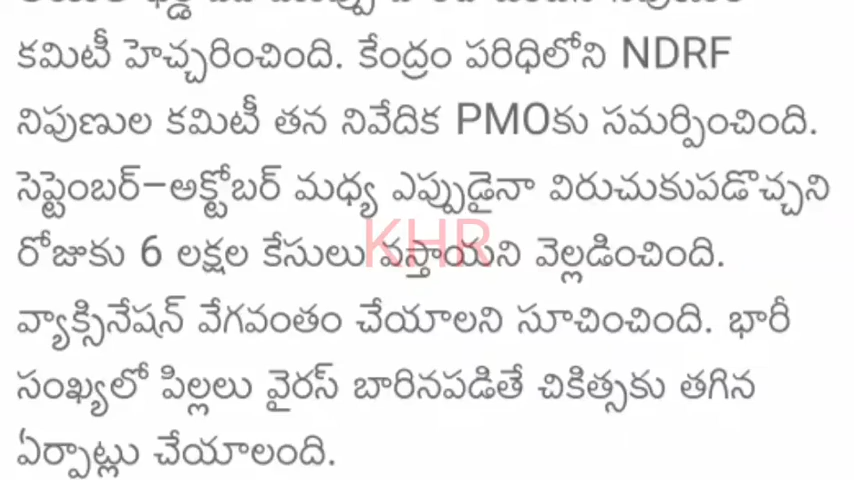 కమిటీ హెచ్చరించింది. కేంద్రం పరిధిలోని NDRF
నిపుణుల కమిటీ తన నివేదిక PMOకు సమర్పించింది.
సెప్టెంబర్–అక్టోబర్ మధ్య ఎప్పుడైనా విరుచుకుపడొచ్చని
రోజుకు 6 లక్షల కేసులు వస్తాయని వెల్లడించింది.
KHR
వ్యాక్సినేషన్ వేగవంతం చేయాలని సూచించింది. భారీ
సంఖ్యలో పిల్లలు వైరస్ బారినపడితే చికిత్సకు తగిన
ఏర్పాట్లు చేయాలంది.